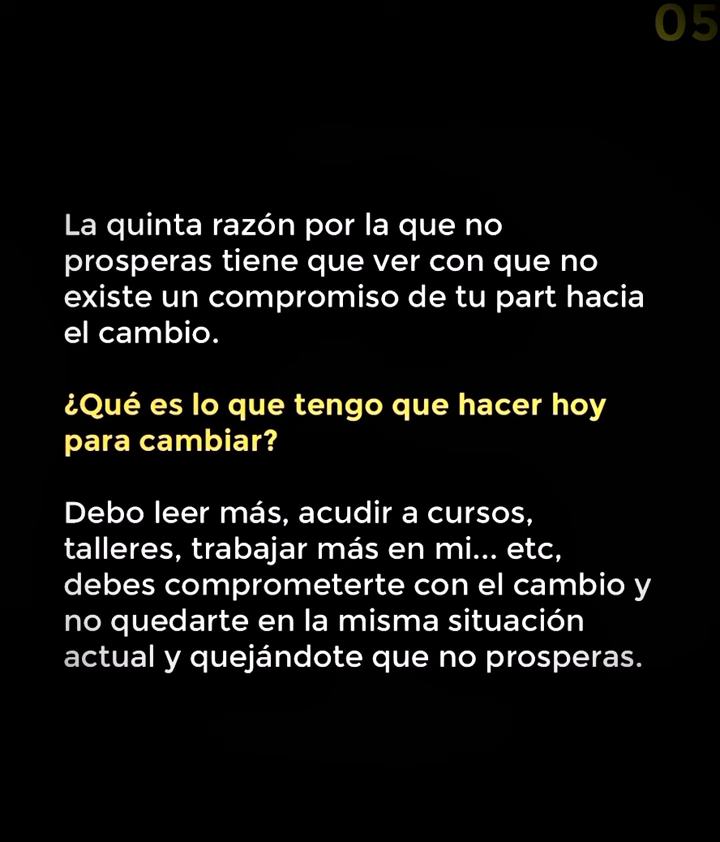 05
La quinta razón por la que no
prosperas tiene que ver con que no
existe un compromiso de tu part hacia
el cambio.
¿Qué es lo que tengo que hacer hoy
para cambiar?
Debo leer más, acudir a cursos,
talleres, trabajar más en mi... etc,
debes comprometerte con el cambio y
no quedarte en la misma situación
actual y quejándote que no prosperas.